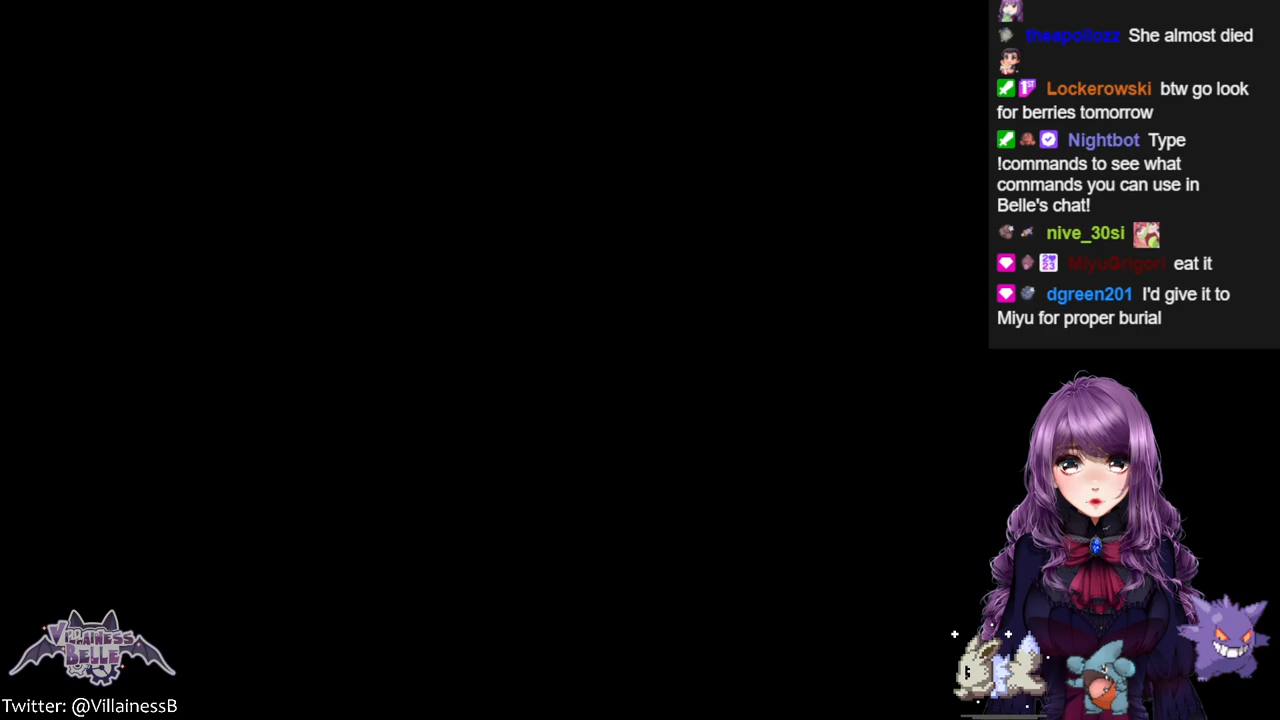 theapollozz She almost died
Lockerowski btw go look
for berries tomorrow
Nightbot Type
!commands to see what
commands you can use in
Belle's chat!
nive_30si
MiyuGrigori eat it
dgreen201 I'd give it to
Miyu for proper burial
VILLAINESS
BELLE
Twitter: @VillainessB